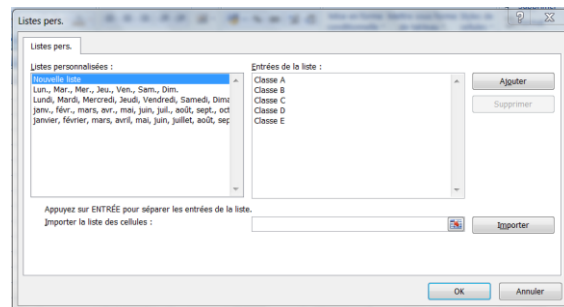 Listes pers.
Listes pers.
Listes personnalisées :
Nouvelle liste
Lun., Mar., Mer., Jeu., Ven., Sam., Dim.
Lundi, Mardi, Mercredi, Jeudi, Vendredi, Samedi, Dima
janv., févr., mars, avr., mai, juin, juil., août, sept., oct
janvier, février, mars, avril, mai, juin, juillet, août, sep
Entrées de la liste :
Classe A
Classe B
Classe C
Classe D
Classe E
Ajouter
Supprimer
Appuyez sur ENTRÉE pour séparer les entrées de la liste.
Importer la liste des cellules :
Importer
OK
Annuler